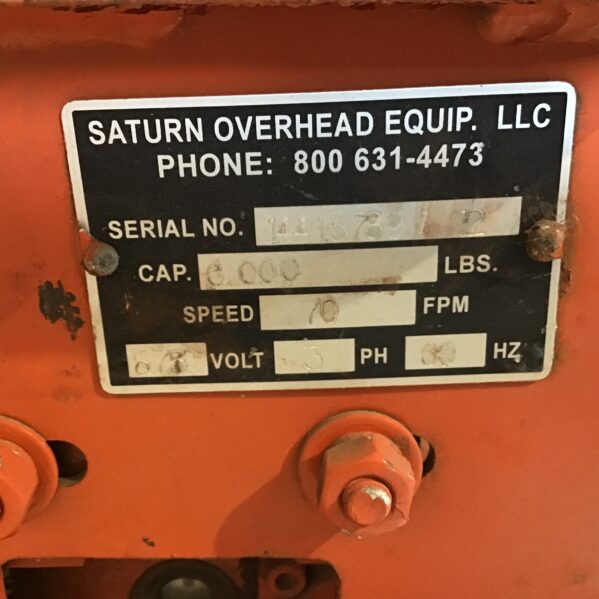 SATURN OVERHEAD EQUIP. LLC
PHONE: 800 631-4473
SERIAL NO.
CAP. 6 000 LBS.
SPEED 70 FPM
VOLT 3 PH 60 HZ